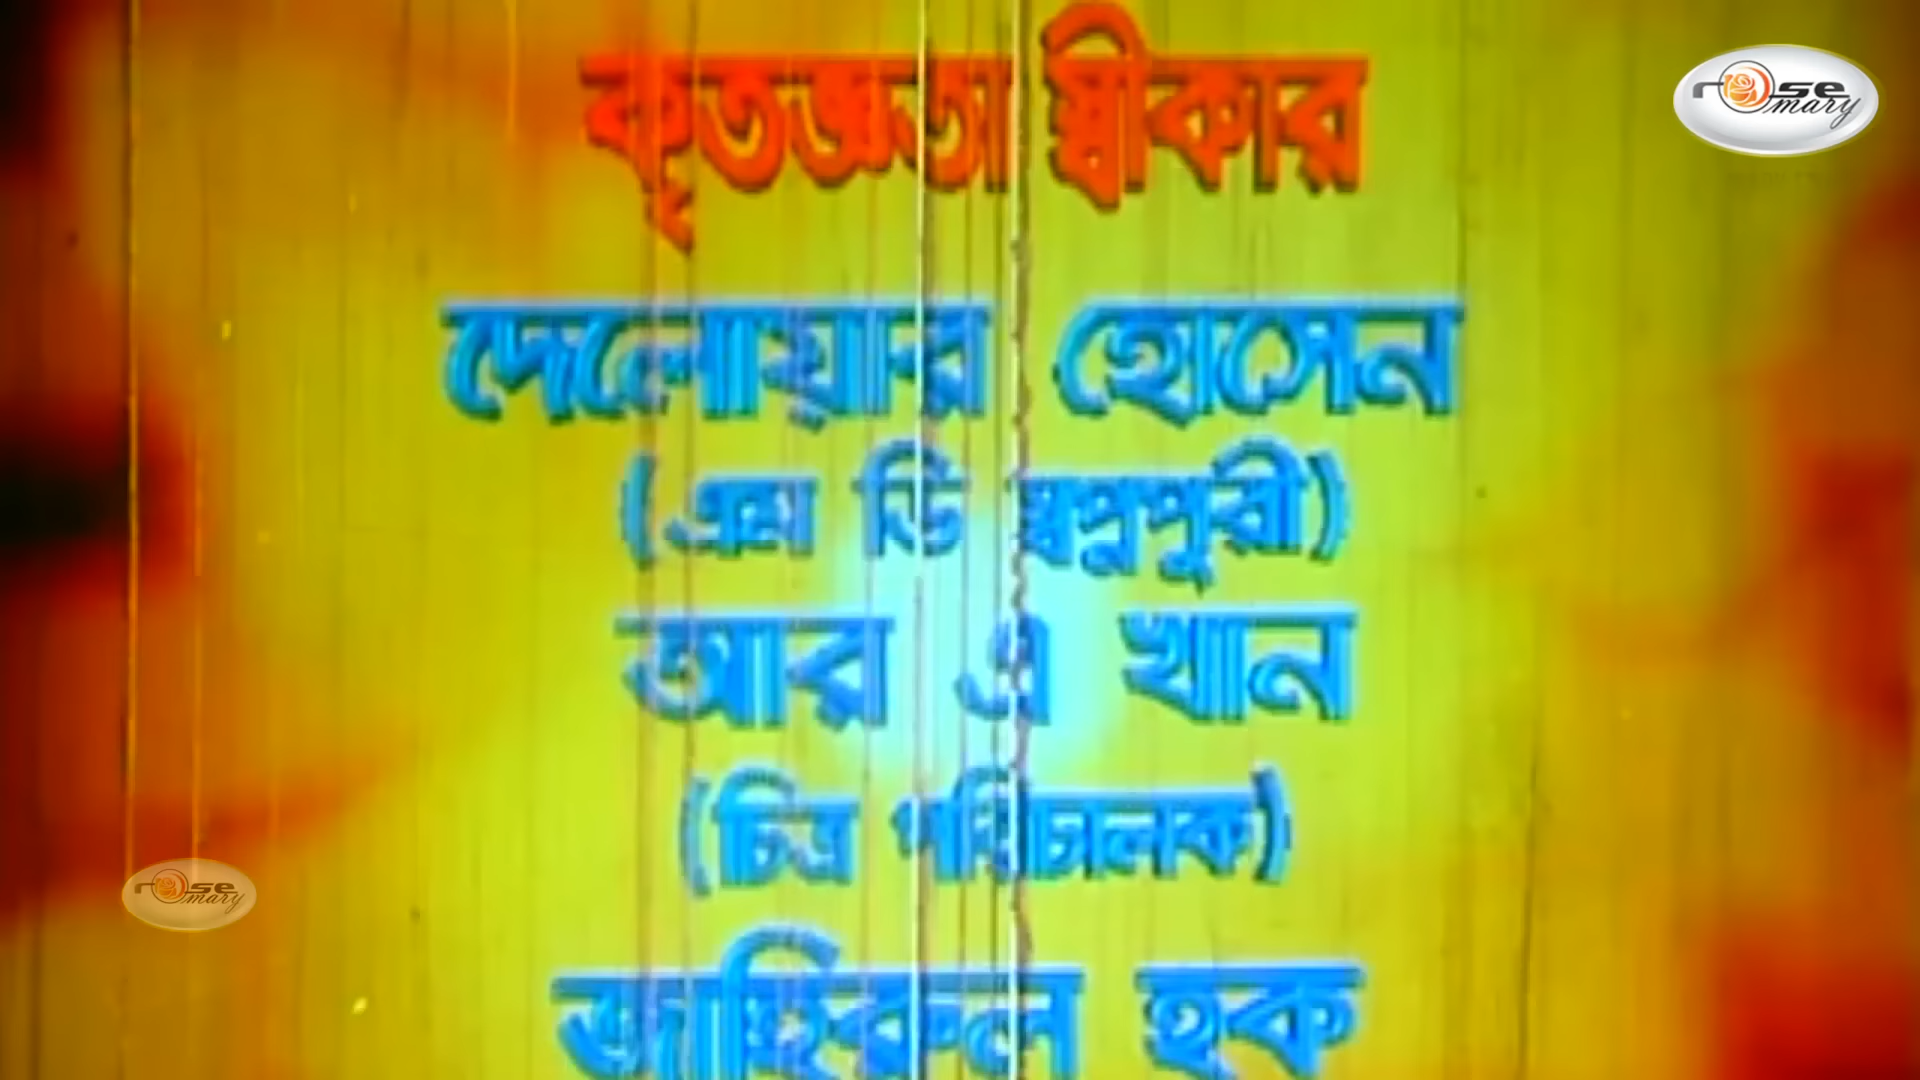 কৃতজ্ঞতা স্বীকার
rose mary
দেলোয়ার হোসেন
(এম ডি স্বপ্নপুরী)
আর এ খান
(চিত্র পরিচালক)
rose mary
জাহিরুল হক